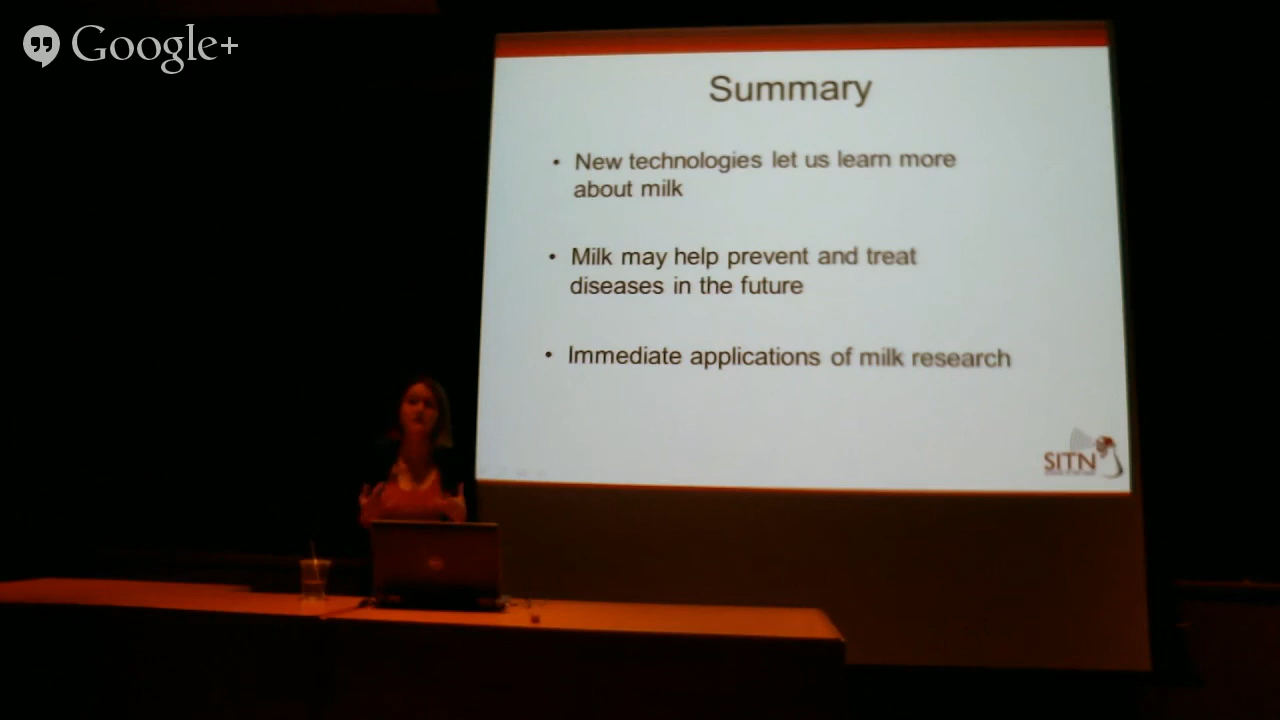 Google+
Summary
• New technologies let us learn more
about milk
• Milk may help prevent and treat
diseases in the future
• Immediate applications of milk research
SITN